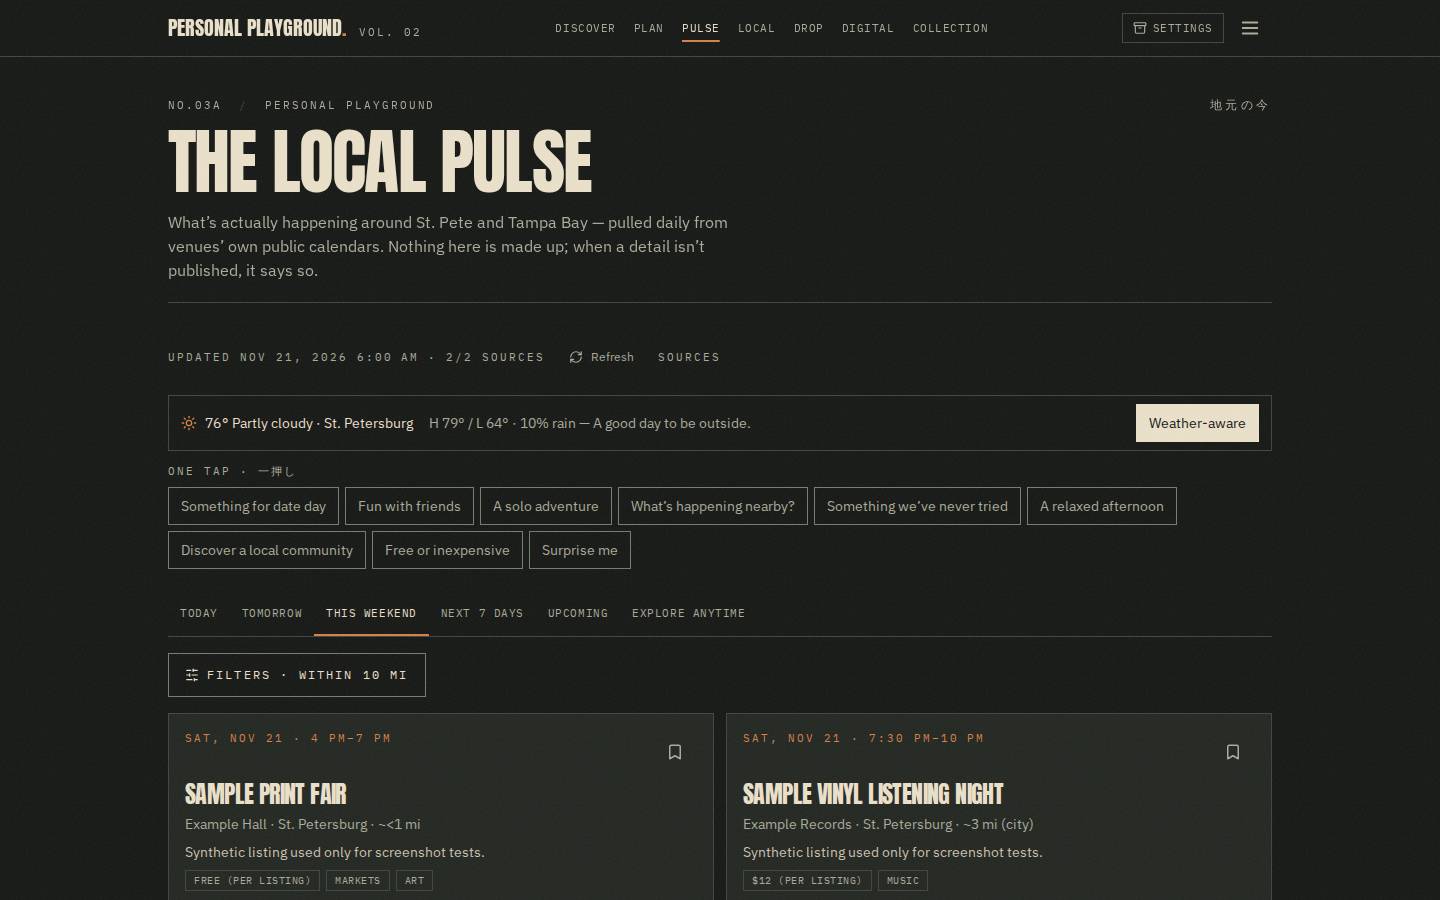 PERSONAL PLAYGROUND. VOL. 02
DISCOVER PLAN PULSE LOCAL DROP DIGITAL COLLECTION
SETTINGS
NO.03A / PERSONAL PLAYGROUND
地元の今
THE LOCAL PULSE
What’s actually happening around St. Pete and Tampa Bay — pulled daily from
venues’ own public calendars. Nothing here is made up; when a detail isn’t
published, it says so.
UPDATED NOV 21, 2026 6:00 AM · 2/2 SOURCES Refresh SOURCES
76° Partly cloudy · St. Petersburg H 79° / L 64° · 10% rain — A good day to be outside. Weather-aware
ONE TAP · 一押し
Something for date day Fun with friends A solo adventure What’s happening nearby? Something we’ve never tried A relaxed afternoon
Discover a local community Free or inexpensive Surprise me
TODAY TOMORROW THIS WEEKEND NEXT 7 DAYS UPCOMING EXPLORE ANYTIME
FILTERS · WITHIN 10 MI
SAT, NOV 21 · 4 PM–7 PM
SAMPLE PRINT FAIR
Example Hall · St. Petersburg · ~<1 mi
Synthetic listing used only for screenshot tests.
FREE (PER LISTING) MARKETS ART
SAT, NOV 21 · 7:30 PM–10 PM
SAMPLE VINYL LISTENING NIGHT
Example Records · St. Petersburg · ~3 mi (city)
Synthetic listing used only for screenshot tests.
$12 (PER LISTING) MUSIC